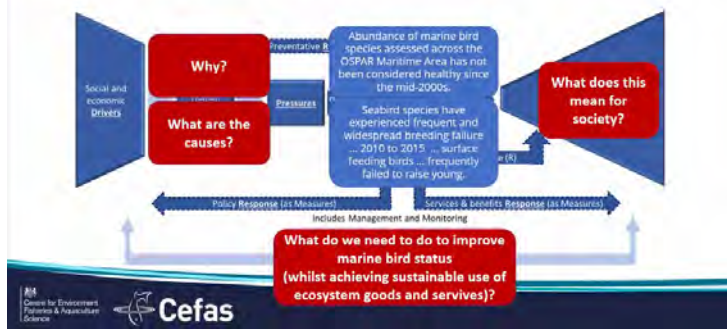 Preventative R
Abundance of marine bird
species assessed across the
OSPAR Maritime Area has not
been considered healthy since
the mid-2000s.
Why?
What does this
mean for
society?
Social and
economic
Drivers
Pressures
What are the
causes?
Seabird species have
experienced frequent and
widespread breeding failure
... 2010 to 2015 ... surface
feeding birds ... frequently
failed to raise young.
e (R)
Policy Response (as Measures)
Services & benefits Response (as Measures)
Includes Management and Monitoring
What do we need to do to improve
marine bird status
(whilst achieving sustainable use of
ecosystem goods and servives)?
Centre for Environment
Fisheries & Aquaculture
Science
Cefas